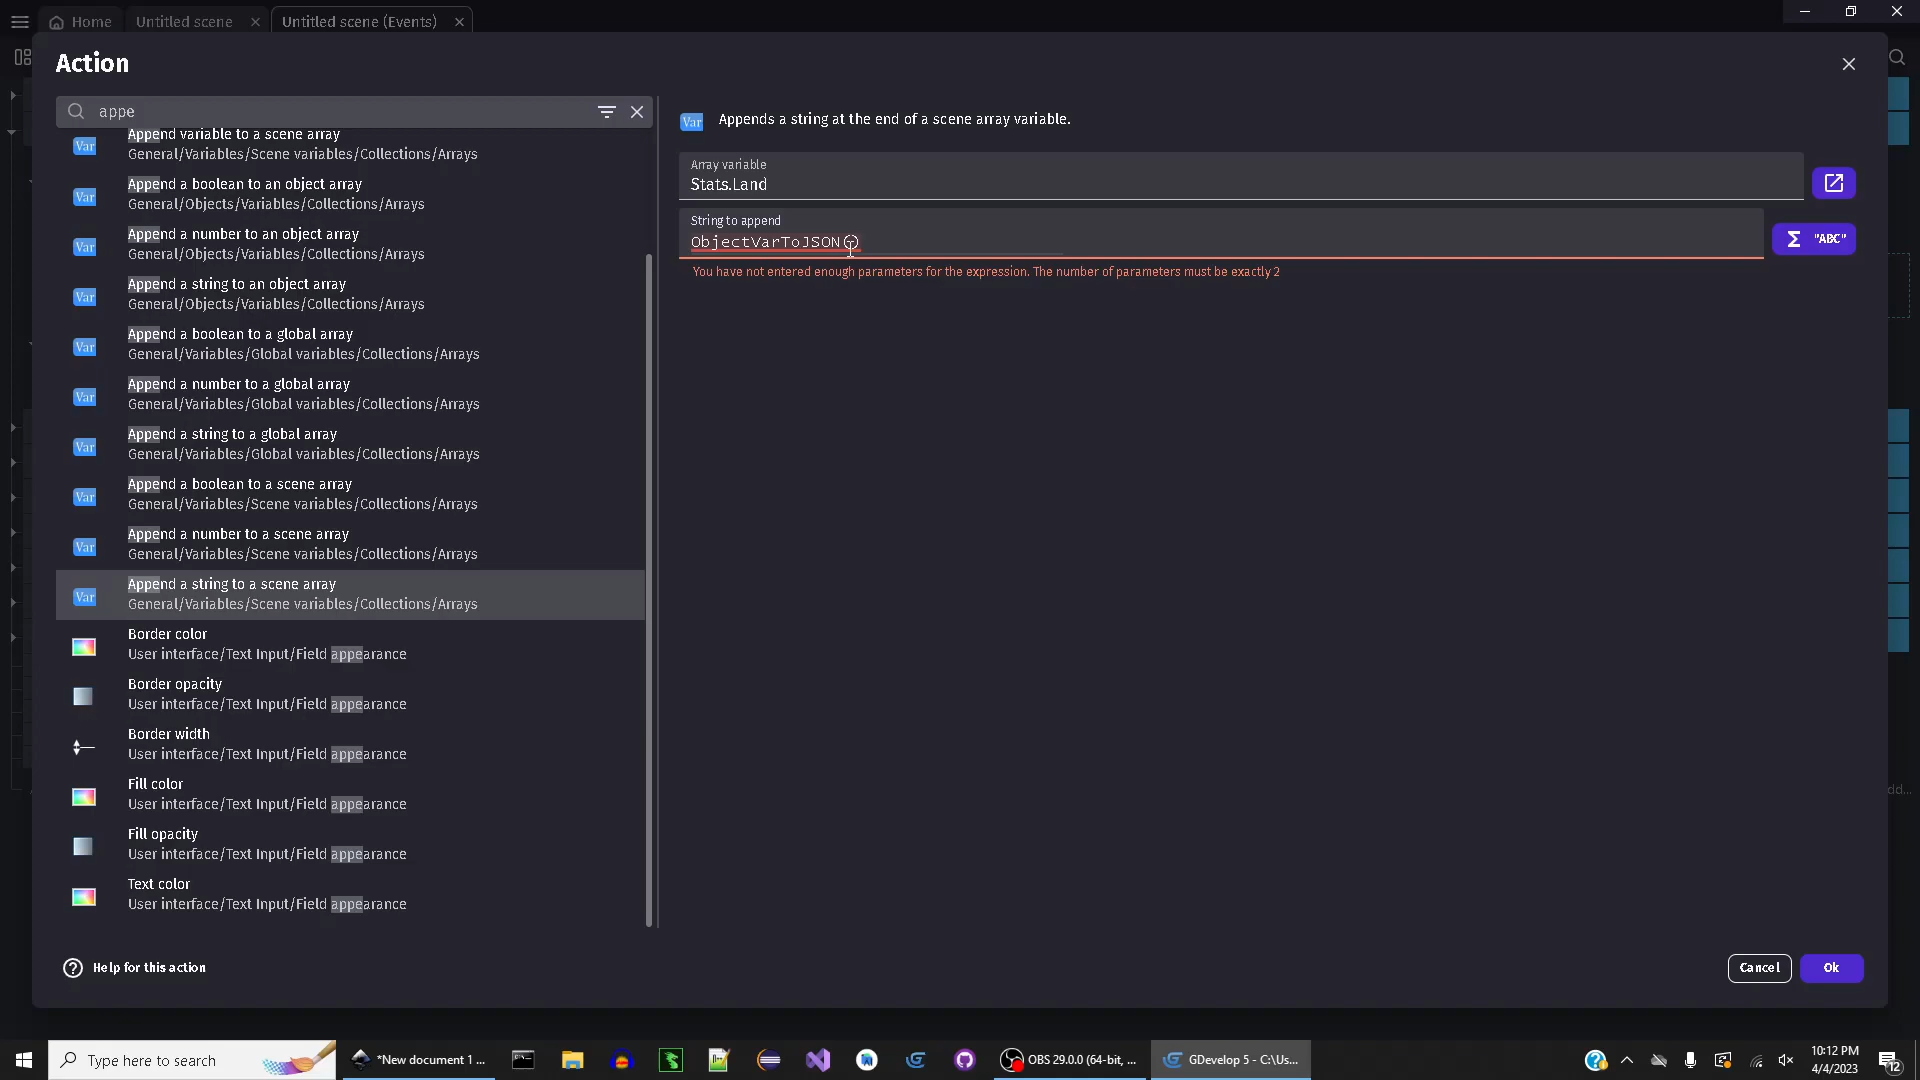 Home
Untitled scene
Untitled scene (Events)
Action
appe
Append variable to a scene array
General/Variables/Scene variables/Collections/Arrays
Append a boolean to an object array
General/Objects/Variables/Collections/Arrays
Append a number to an object array
General/Objects/Variables/Collections/Arrays
Append a string to an object array
General/Objects/Variables/Collections/Arrays
Append a boolean to a global array
General/Variables/Global variables/Collections/Arrays
Append a number to a global array
General/Variables/Global variables/Collections/Arrays
Append a string to a global array
General/Variables/Global variables/Collections/Arrays
Append a boolean to a scene array
General/Variables/Scene variables/Collections/Arrays
Append a number to a scene array
General/Variables/Scene variables/Collections/Arrays
Append a string to a scene array
General/Variables/Scene variables/Collections/Arrays
Border color
User interface/Text Input/Field appearance
Border opacity
User interface/Text Input/Field appearance
Border width
User interface/Text Input/Field appearance
Fill color
User interface/Text Input/Field appearance
Fill opacity
User interface/Text Input/Field appearance
Text color
User interface/Text Input/Field appearance
Var
Var
Var
Var
Var
Var
Var
Var
Var
Var
Var Appends a string at the end of a scene array variable.
Array variable
Stats.Land
String to append
ObjectVarToJSON()
Σ "ABC"
You have not entered enough parameters for the expression. The number of parameters must be exactly 2
dd...
Help for this action
Cancel
Ok
Type here to search
*New document 1 ...
OBS 29.0.0 (64-bit, ...
GDevelop 5 - C:\Us...
10:12 PM
4/4/2023
12